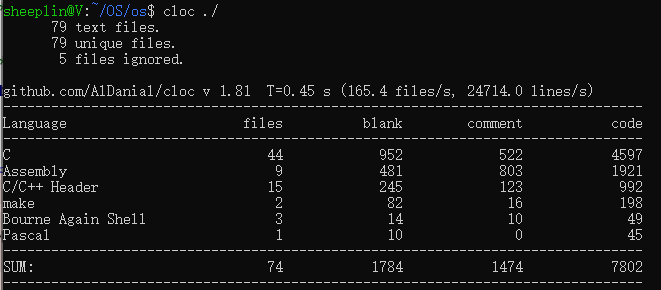 sheeplin@V:~/OS/os$ cloc ./
79 text files.
79 unique files.
5 files ignored.
github.com/AlDanial/cloc v 1.81 T=0.45 s (165.4 files/s, 24714.0 lines/s)
-------------------------------------------------------------------------------
Language files blank comment code
-------------------------------------------------------------------------------
C 44 952 522 4597
Assembly 9 481 803 1921
C/C++ Header 15 245 123 992
make 2 82 16 198
Bourne Again Shell 3 14 10 49
Pascal 1 10 0 45
-------------------------------------------------------------------------------
SUM: 74 1784 1474 7802
-------------------------------------------------------------------------------